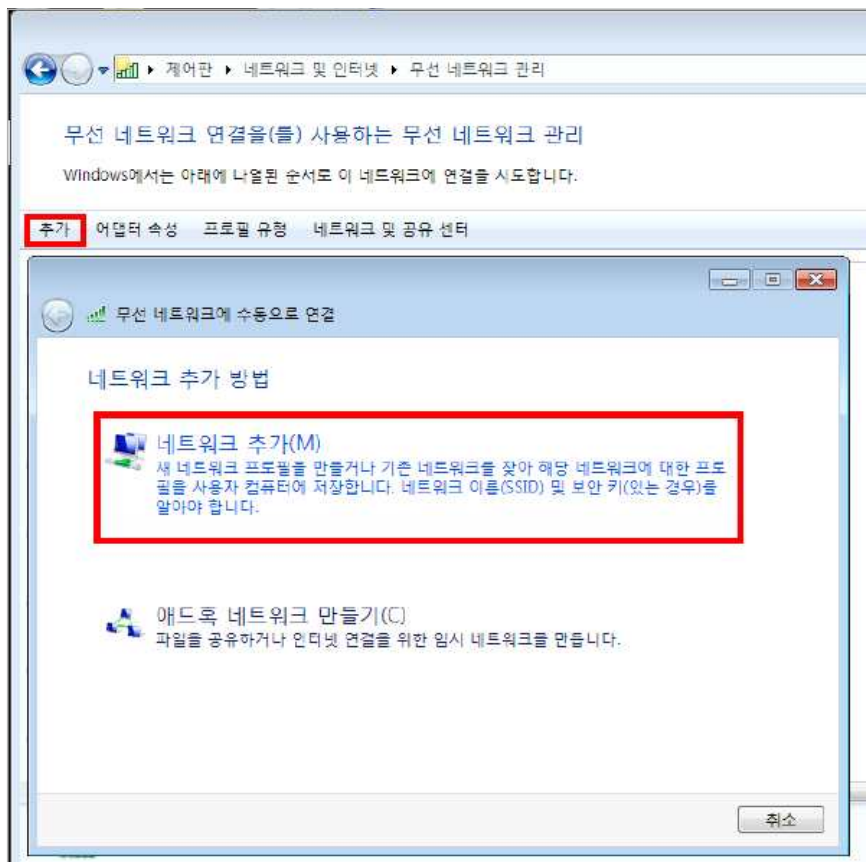 제어판 ▸ 네트워크 및 인터넷 ▸ 무선 네트워크 관리
무선 네트워크 연결을(를) 사용하는 무선 네트워크 관리
Windows에서는 아래에 나열된 순서로 이 네트워크에 연결을 시도합니다.
추가 어댑터 속성 프로필 유형 네트워크 및 공유 센터
무선 네트워크에 수동으로 연결
네트워크 추가 방법
네트워크 추가(M)
새 네트워크 프로필을 만들거나 기존 네트워크를 찾아 해당 네트워크에 대한 프로
필을 사용자 컴퓨터에 저장합니다. 네트워크 이름(SSID) 및 보안 키(있는 경우)를
알아야 합니다.
애드혹 네트워크 만들기(C)
파일을 공유하거나 인터넷 연결을 위한 임시 네트워크를 만듭니다.
취소